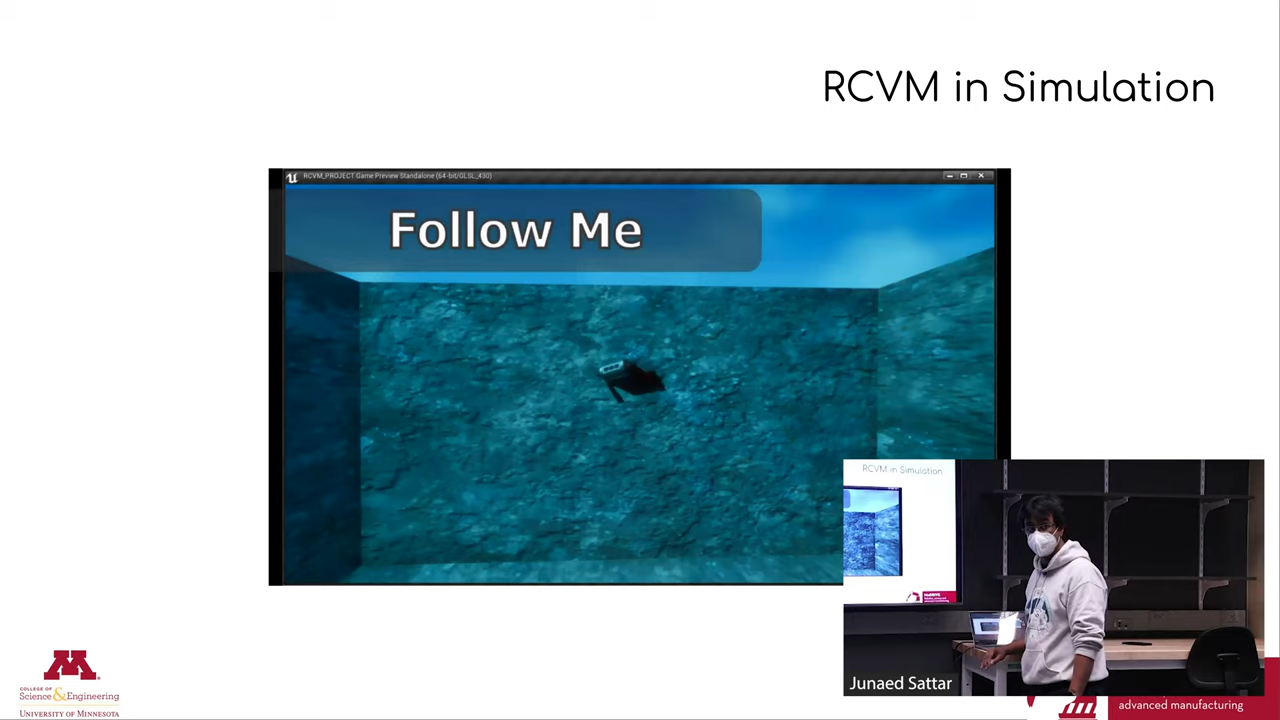 RCVM in Simulation
RCVM_PROJECT Game Preview Standalone (64-bit/GLSL_430)
Follow Me
RCVM in Simulation
Junaed Sattar
M
COLLEGE OF
Science & Engineering
UNIVERSITY OF MINNESOTA
advanced manufacturing